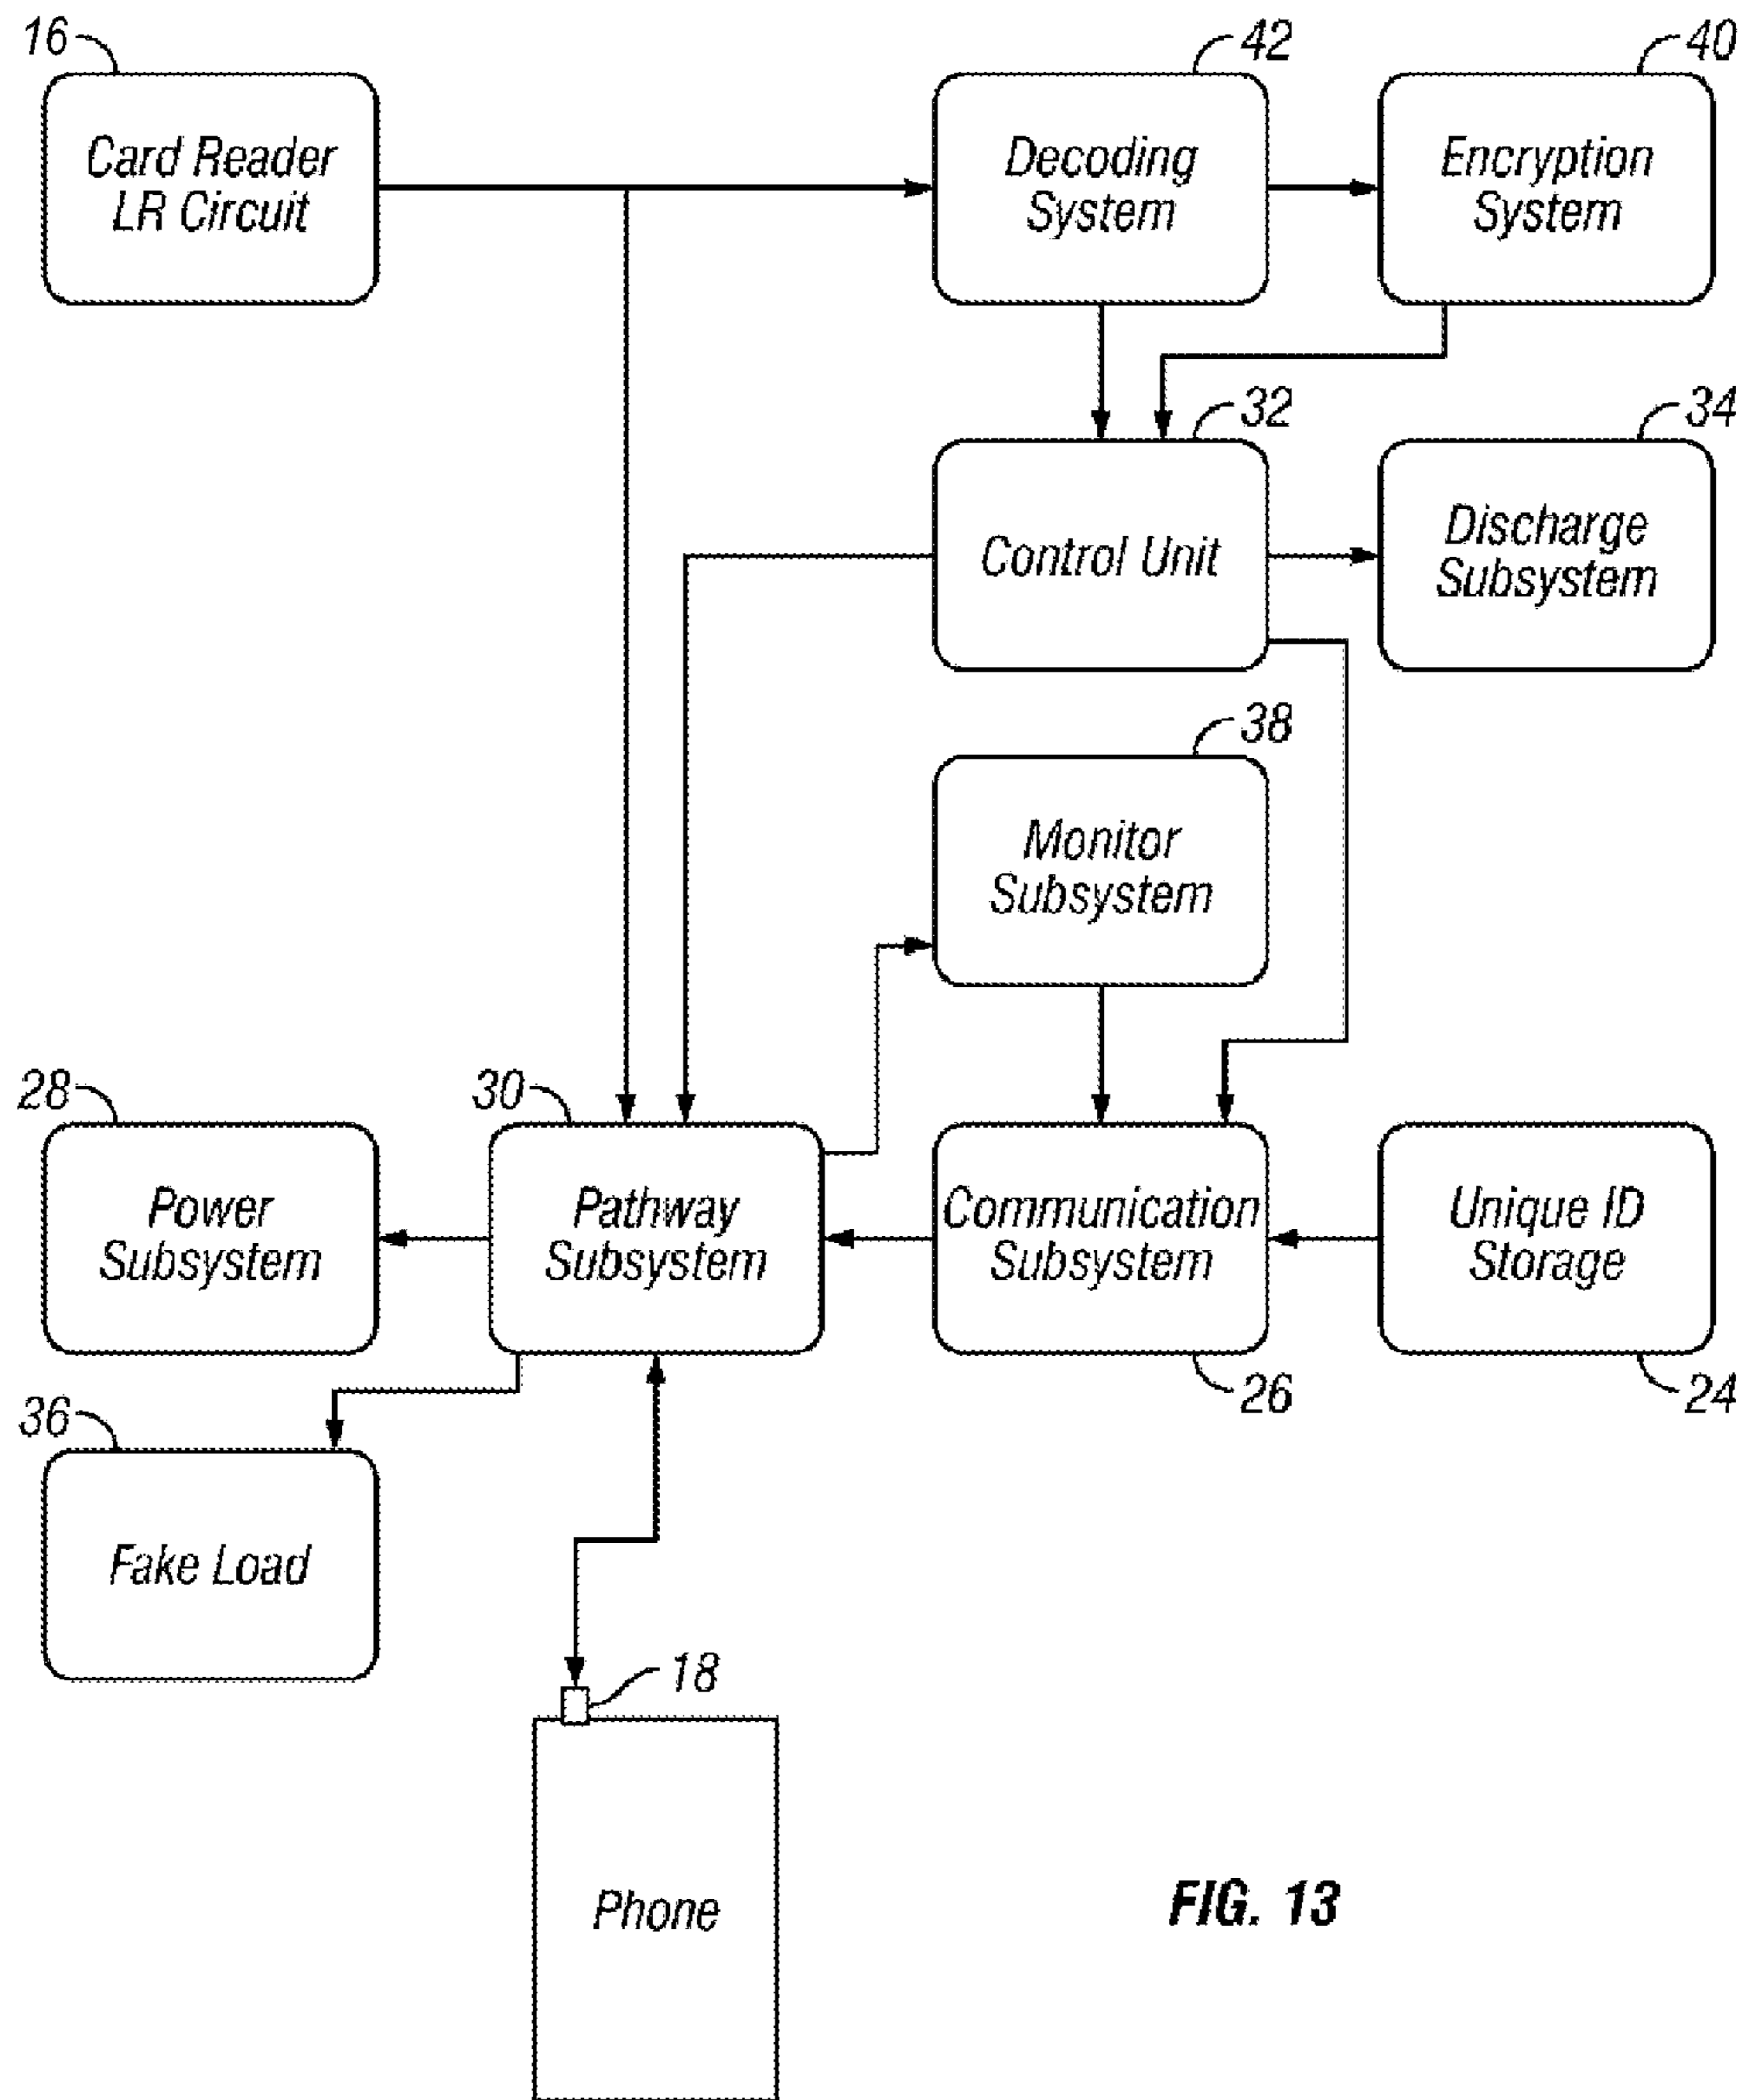 16
42
40
Card Reader
LR Circuit
Decoding
System
Encryption
System
32
34
Control Unit
Discharge
Subsystem
38
Monitor
Subsystem
28
30
Power
Subsystem
Pathway
Subsystem
Communication
Subsystem
Unique ID
Storage
26
24
36
Fake Load
18
Phone
FIG. 13